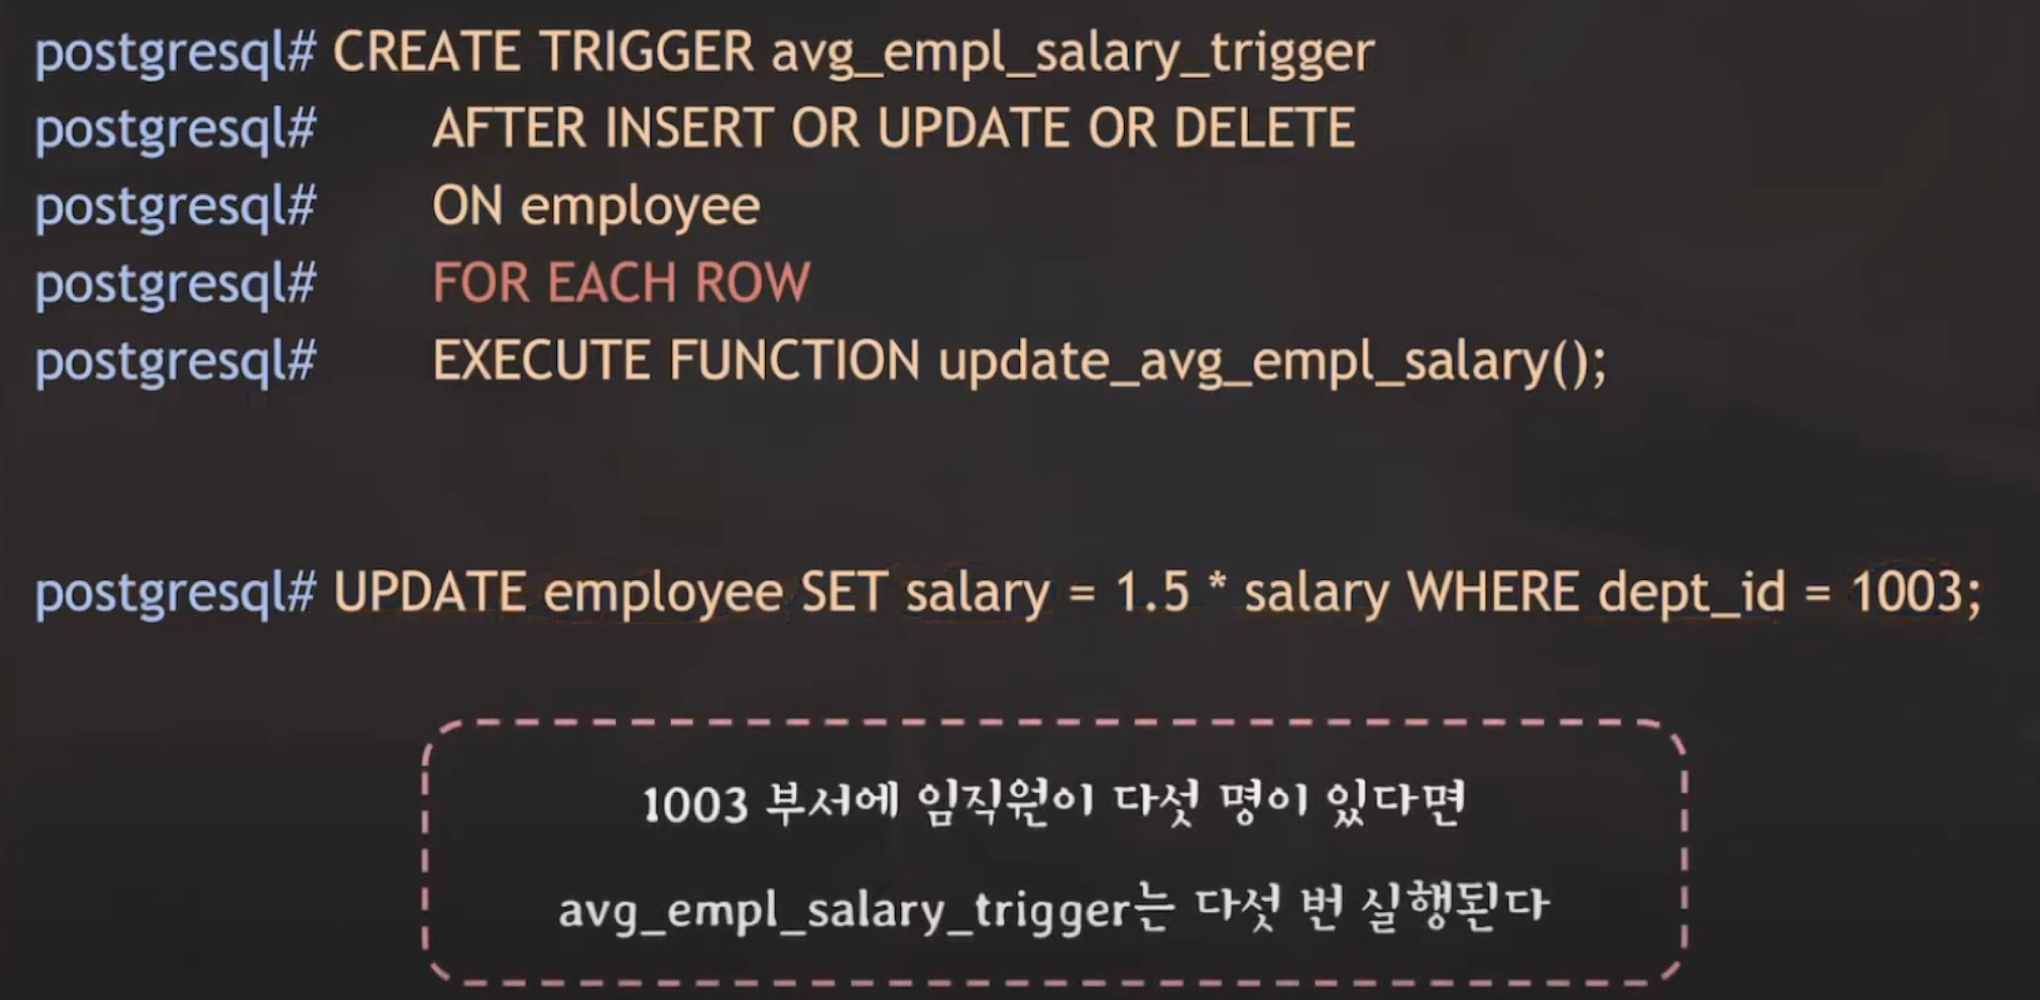 postgresql# CREATE TRIGGER avg_empl_salary_trigger
postgresql# AFTER INSERT OR UPDATE OR DELETE
postgresql# ON employee
postgresql# FOR EACH ROW
postgresql# EXECUTE FUNCTION update_avg_empl_salary();
postgresql# UPDATE employee SET salary = 1.5 * salary WHERE dept_id = 1003;
1003 부서에 임직원이 다섯 명이 있다면
avg_empl_salary_trigger는 다섯 번 실행된다